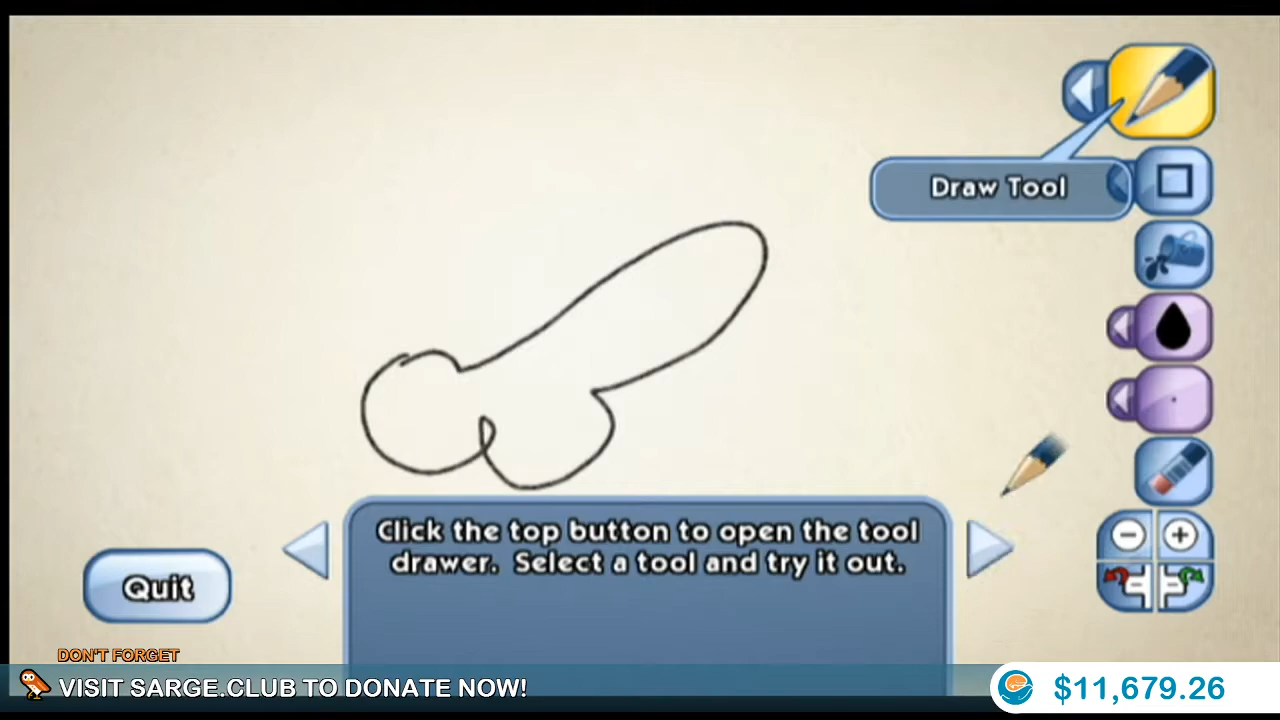 Draw Tool
Click the top button to open the tool
drawer. Select a tool and try it out.
Quit
DON'T FORGET
VISIT SARGE.CLUB TO DONATE NOW!
$11,679.26